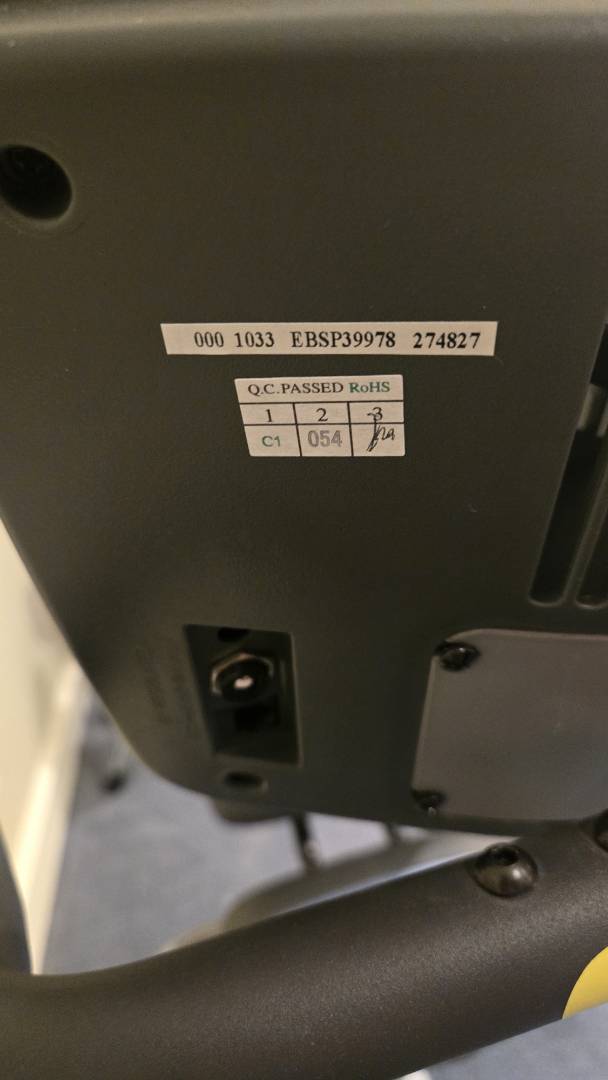 000 1033 EBSP39978 274827
Q.C.PASSED RoHS
1 2 3
C1 054